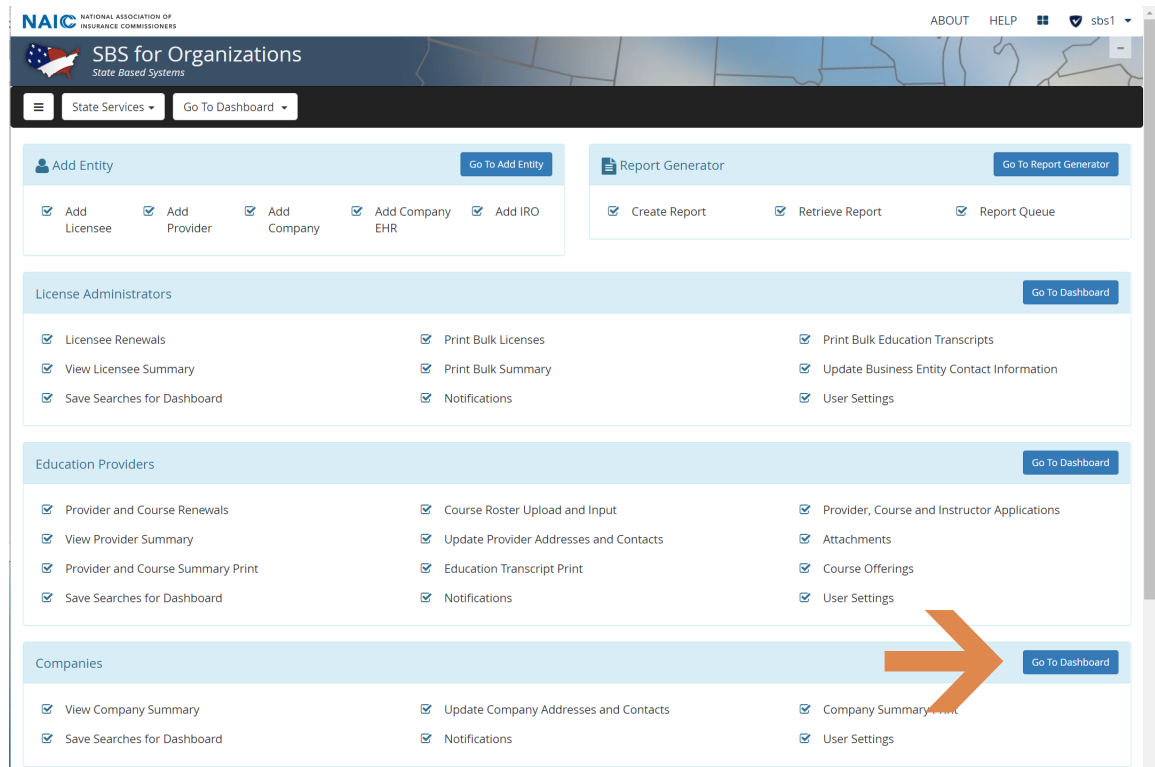 NAIC NATIONAL ASSOCIATION OF
INSURANCE COMMISSIONERS
ABOUT HELP sbs1
SBS for Organizations
State Based Systems
State Services Go To Dashboard
Add Entity Go To Add Entity
Add Licensee
Add Provider
Add Company
Add Company EHR
Add IRO
Report Generator Go To Report Generator
Create Report Retrieve Report Report Queue
License Administrators Go To Dashboard
Licensee Renewals Print Bulk Licenses Print Bulk Education Transcripts
View Licensee Summary Print Bulk Summary Update Business Entity Contact Information
Save Searches for Dashboard Notifications User Settings
Education Providers Go To Dashboard
Provider and Course Renewals Course Roster Upload and Input Provider, Course and Instructor Applications
View Provider Summary Update Provider Addresses and Contacts Attachments
Provider and Course Summary Print Education Transcript Print Course Offerings
Save Searches for Dashboard Notifications User Settings
Companies Go To Dashboard
View Company Summary Update Company Addresses and Contacts Company Summary Print
Save Searches for Dashboard Notifications User Settings